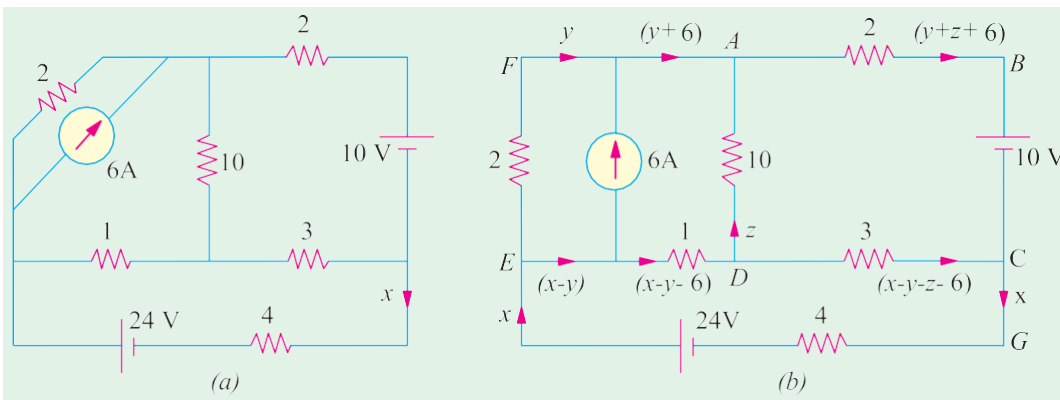 2
2
6A
10
10 V
1
3
x
24 V
4
(a)
y
(y+ 6)
A
2
(y+z+ 6)
F
B
2
6A
10
10 V
1
z
3
E
(x-y)
(x-y- 6)
D
(x-y-z- 6)
C
x
x
24V
4
G
(b)